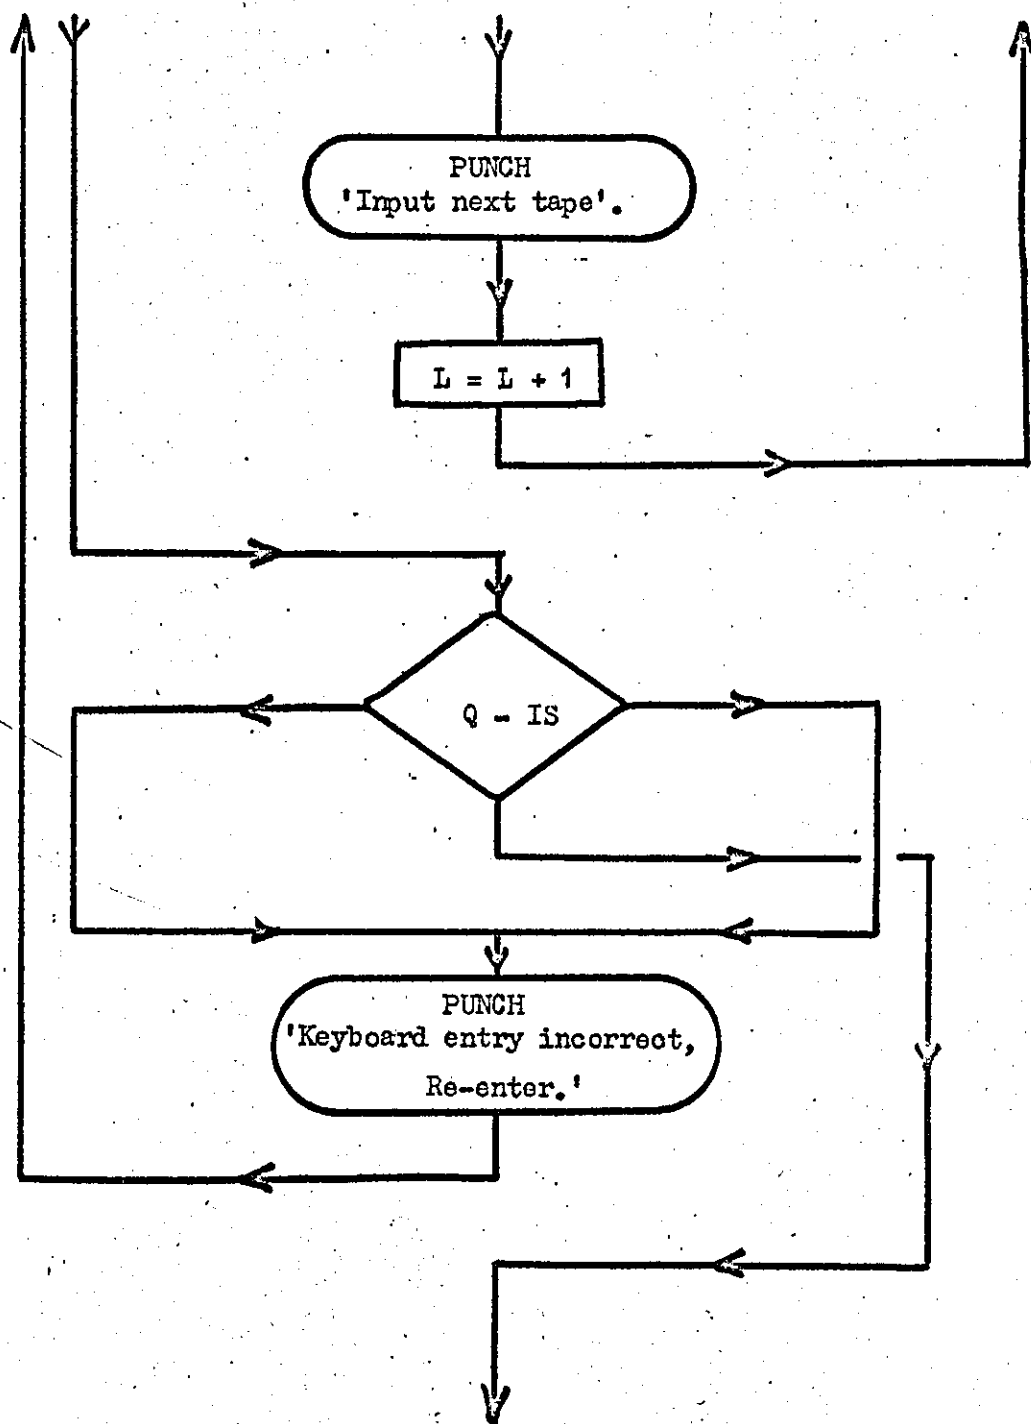 PUNCH
'Input next tape'.
L = L + 1
Q - IS
PUNCH
'Keyboard entry incorrect,
Re-enter.'